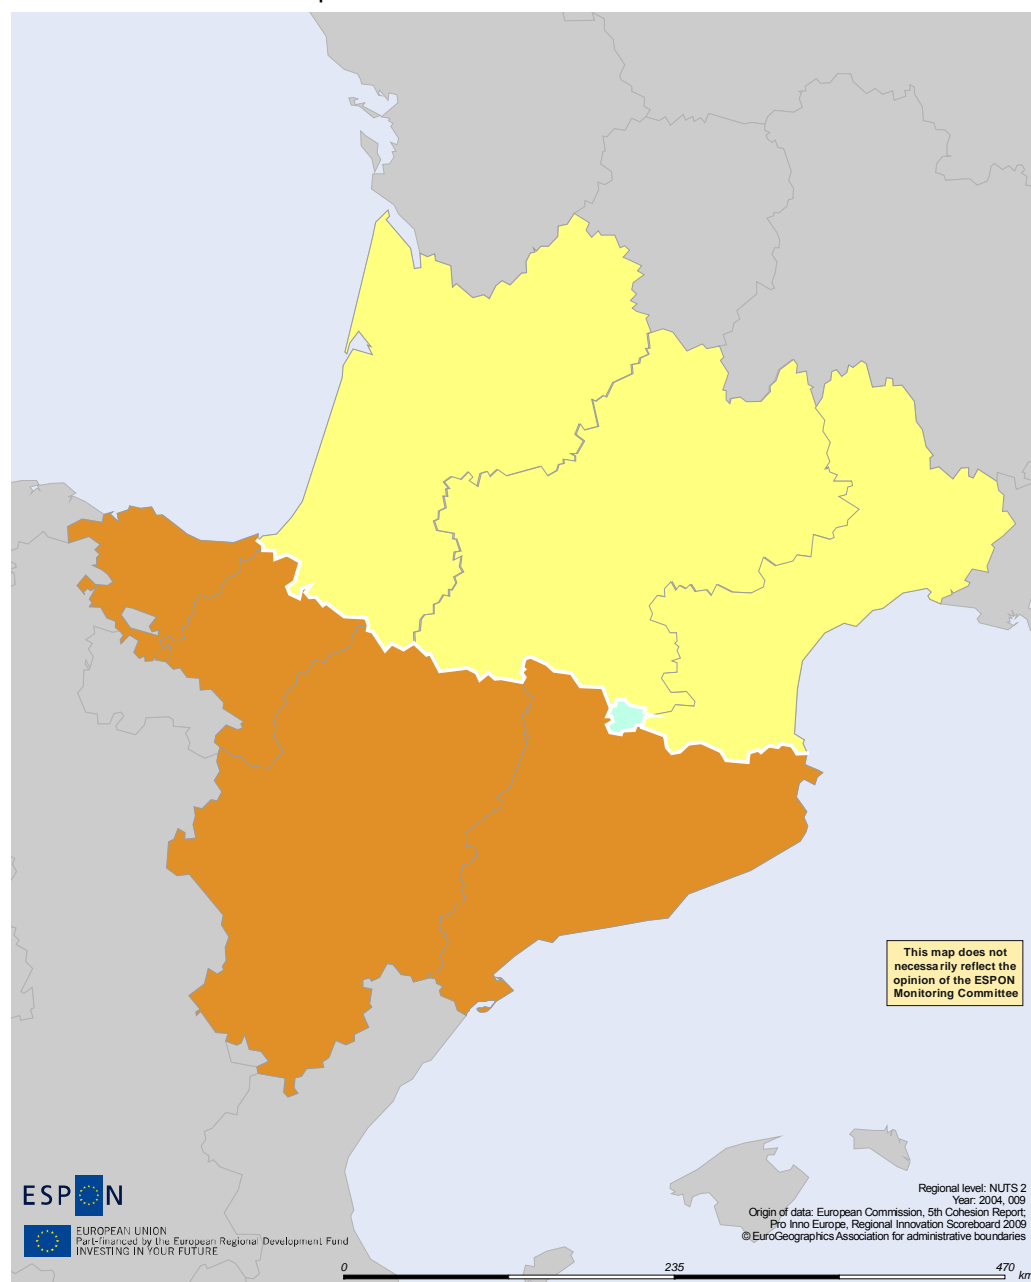 This map does not
necessarily reflect the
opinion of the ESPON
Monitoring Committee
ESPON
EUROPEAN UNION
Part-financed by the European Regional Development Fund
INVESTING IN YOUR FUTURE
Regional level: NUTS 2
Year: 2004, 009
Origin of data: European Commission, 5th Cohesion Report;
Pro Inno Europe, Regional Innovation Scoreboard 2009
© EuroGeographics Association for administrative boundaries
0 235 470